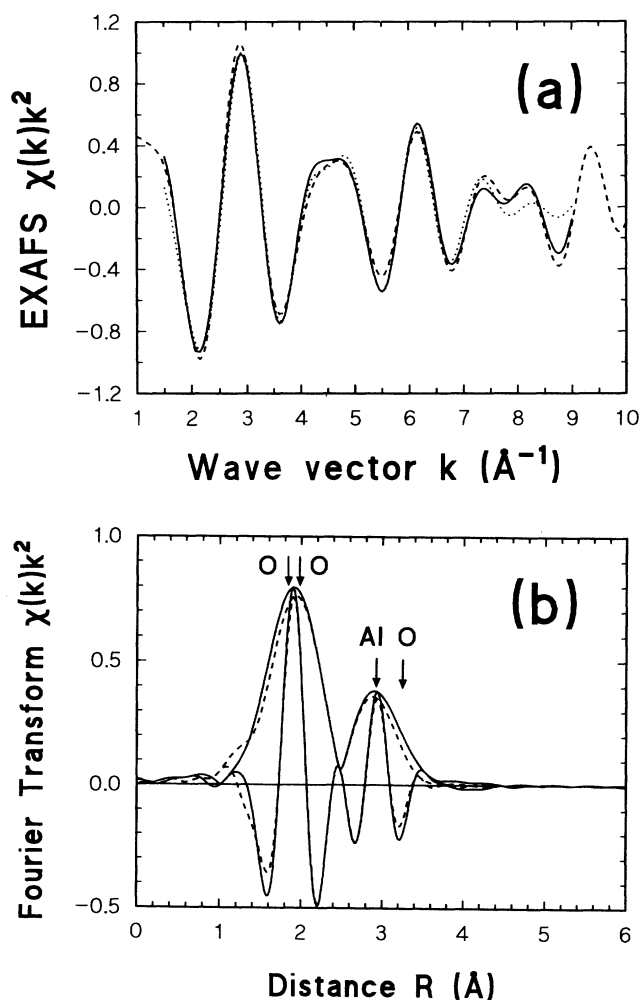 1.2
0.8
(a)
0.4
0.0
−0.4
−0.8
−1.2
EXAFS χ(k)k²
1 2 3 4 5 6 7 8 9 10
Wave vector k (Å⁻¹)
1.0
O O
(b)
Al O
0.5
0.0
−0.5
Fourier Transform χ(k)k²
0 1 2 3 4 5 6
Distance R (Å)